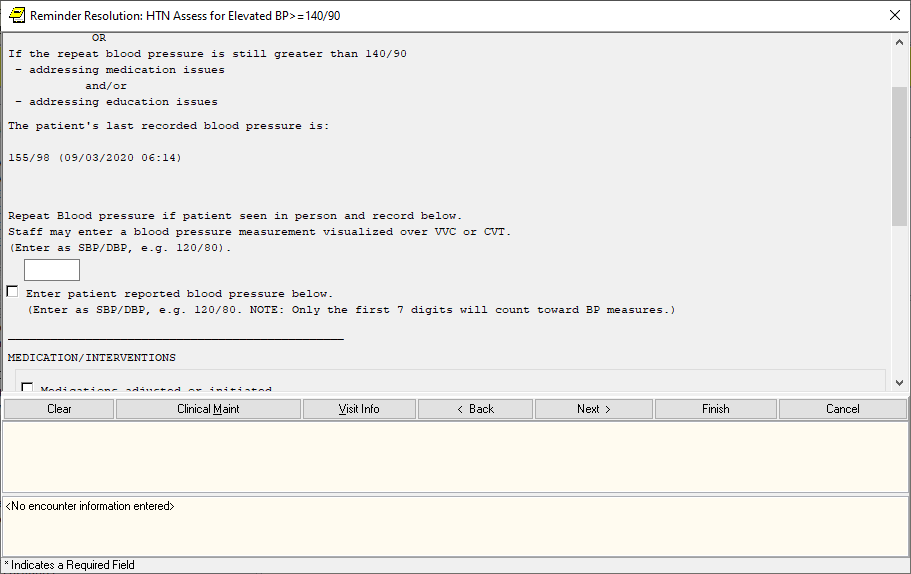 Reminder Resolution: HTN Assess for Elevated BP>=140/90
OR
If the repeat blood pressure is still greater than 140/90
- addressing medication issues
and/or
- addressing education issues
The patient's last recorded blood pressure is:
155/98 (09/03/2020 06:14)
Repeat Blood pressure if patient seen in person and record below.
Staff may enter a blood pressure measurement visualized over VVC or CVT.
(Enter as SBP/DBP, e.g. 120/80).
Enter patient reported blood pressure below.
(Enter as SBP/DBP, e.g. 120/80. NOTE: Only the first 7 digits will count toward BP measures.)
MEDICATION/INTERVENTIONS
Medications adjusted or initiated
Clear Clinical Maint Visit Info < Back Next > Finish Cancel
<No encounter information entered>
* Indicates a Required Field